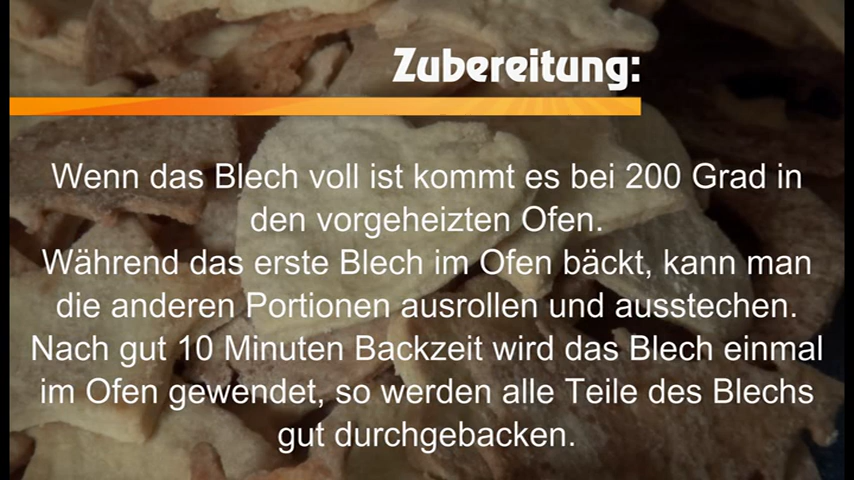 Zubereitung:
Wenn das Blech voll ist kommt es bei 200 Grad in
den vorgeheizten Ofen.
Während das erste Blech im Ofen bäckt, kann man
die anderen Portionen ausrollen und ausstechen.
Nach gut 10 Minuten Backzeit wird das Blech einmal
im Ofen gewendet, so werden alle Teile des Blechs
gut durchgebacken.